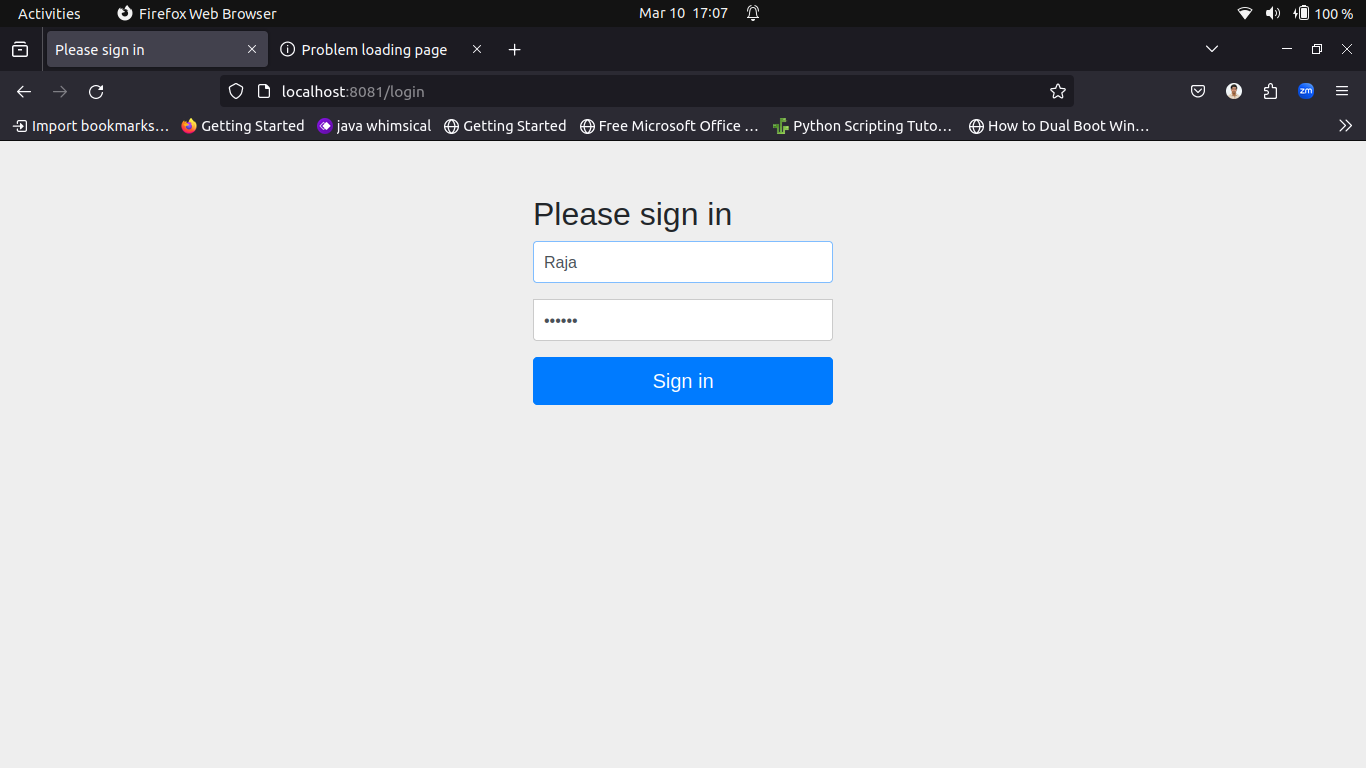 Activities Firefox Web Browser Mar 10 17:07 100 %
Please sign in Problem loading page
localhost:8081/login zm
Import bookmarks… Getting Started java whimsical Getting Started Free Microsoft Office … Python Scripting Tuto… How to Dual Boot Win…
Please sign in
Raja
••••••
Sign in